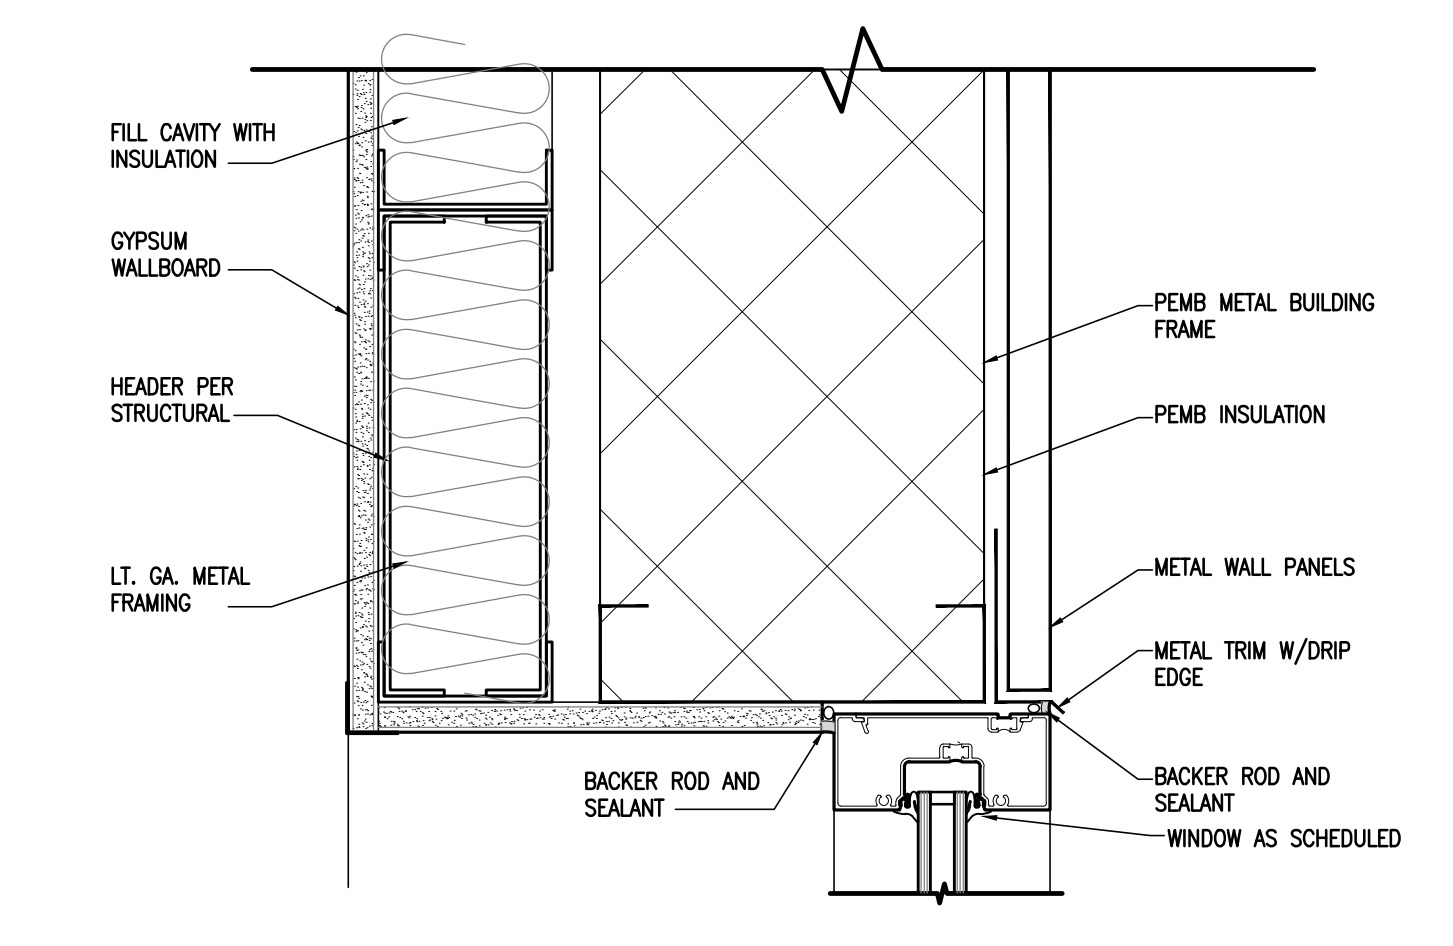 FILL CAVITY WITH
INSULATION
GYPSUM
WALLBOARD
HEADER PER
STRUCTURAL
LT. GA. METAL
FRAMING
BACKER ROD AND
SEALANT
PEMB METAL BUILDING
FRAME
PEMB INSULATION
METAL WALL PANELS
METAL TRIM W/DRIP
EDGE
BACKER ROD AND
SEALANT
WINDOW AS SCHEDULED